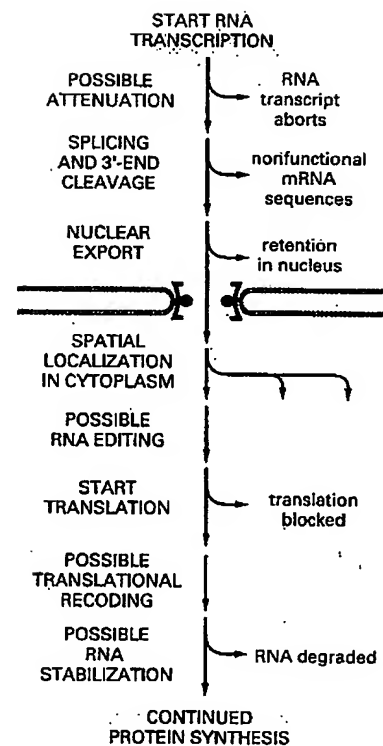 START RNA
TRANSCRIPTION
POSSIBLE
ATTENUATION
RNA
transcript
aborts
SPLICING
AND 3'-END
CLEAVAGE
nonfunctional
mRNA
sequences
NUCLEAR
EXPORT
retention
in nucleus
SPATIAL
LOCALIZATION
IN CYTOPLASM
POSSIBLE
RNA EDITING
START
TRANSLATION
translation
blocked
POSSIBLE
TRANSLATIONAL
RECODING
POSSIBLE
RNA
STABILIZATION
RNA degraded
CONTINUED
PROTEIN SYNTHESIS